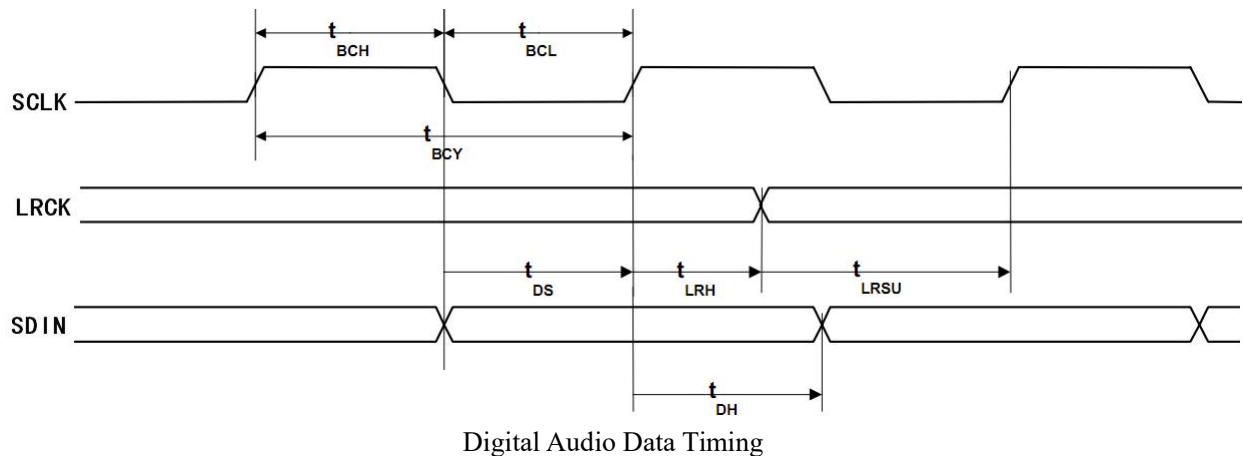 t BCH t BCL
SCLK
t BCY
LRCK
t DS t LRH t LRSU
SDIN
t DH
Digital Audio Data Timing